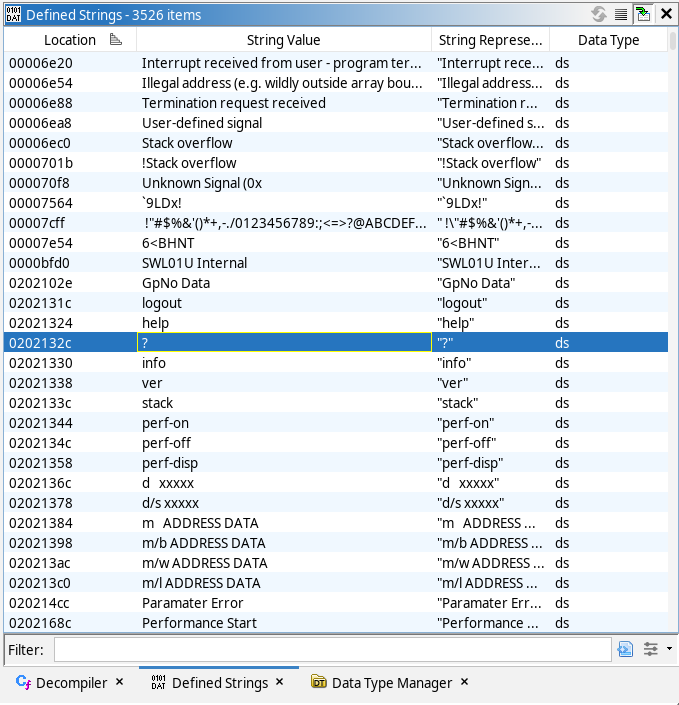 0101 DAT Defined Strings - 3526 items
Location String Value String Represe... Data Type
00006e20 Interrupt received from user - program ter... "Interrupt rece... ds
00006e54 Illegal address (e.g. wildly outside array bou... "Illegal address... ds
00006e88 Termination request received "Termination r... ds
00006ea8 User-defined signal "User-defined s... ds
00006ec0 Stack overflow "Stack overflow... ds
0000701b !Stack overflow "!Stack overflow" ds
000070f8 Unknown Signal (0x "Unknown Sign... ds
00007564 `9LDx! "`9LDx!" ds
00007cff !"#$%&'()*+,-./0123456789:;<=>?@ABCDEF... " !\"#$%&'()*+,-... ds
00007e54 6<BHNT "6<BHNT" ds
0000bfd0 SWL01U Internal "SWL01U Inter... ds
0202102e GpNo Data "GpNo Data" ds
0202131c logout "logout" ds
02021324 help "help" ds
0202132c ? "?" ds
02021330 info "info" ds
02021338 ver "ver" ds
0202133c stack "stack" ds
02021344 perf-on "perf-on" ds
0202134c perf-off "perf-off" ds
02021358 perf-disp "perf-disp" ds
0202136c d   xxxxx "d   xxxxx" ds
02021378 d/s xxxxx "d/s xxxxx" ds
02021384 m   ADDRESS DATA "m   ADDRESS ... ds
02021398 m/b ADDRESS DATA "m/b ADDRESS ... ds
020213ac m/w ADDRESS DATA "m/w ADDRESS ... ds
020213c0 m/l ADDRESS DATA "m/l ADDRESS ... ds
020214cc Paramater Error "Paramater Err... ds
0202168c Performance Start "Performance ... ds
Filter:
Cf Decompiler × 0101 DAT Defined Strings × DT Data Type Manager ×